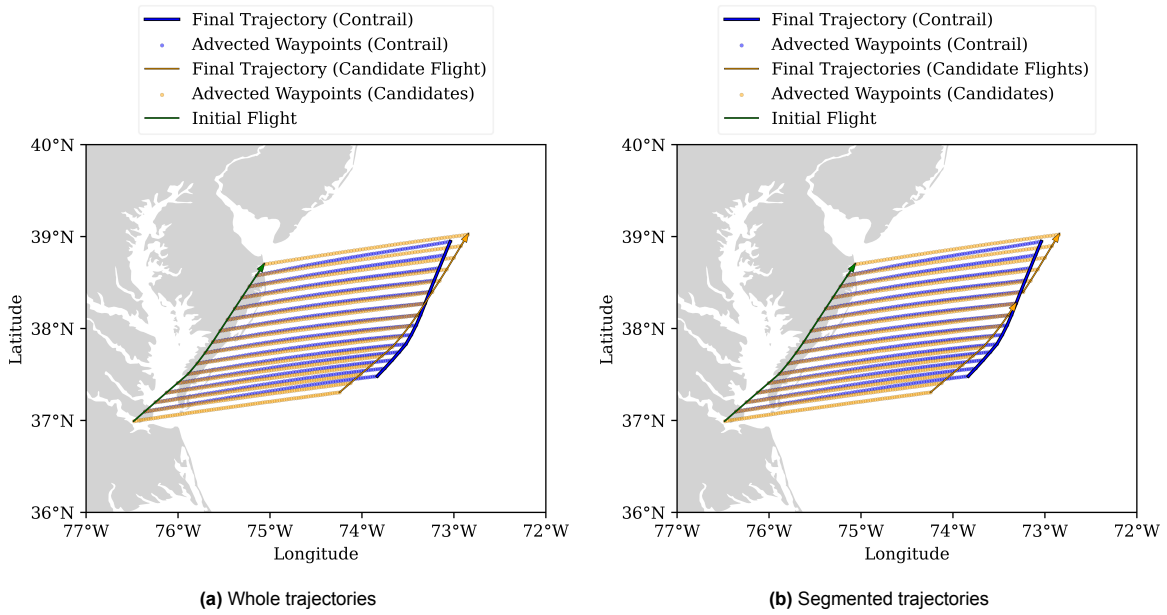 Final Trajectory (Contrail)
Advected Waypoints (Contrail)
Final Trajectory (Candidate Flight)
Advected Waypoints (Candidates)
Initial Flight
40°N
39°N
38°N
37°N
36°N
77°W
76°W
75°W
74°W
73°W
72°W
Latitude
Longitude
(a) Whole trajectories
Final Trajectory (Contrail)
Advected Waypoints (Contrail)
Final Trajectories (Candidate Flights)
Advected Waypoints (Candidates)
Initial Flight
40°N
39°N
38°N
37°N
36°N
77°W
76°W
75°W
74°W
73°W
72°W
Latitude
Longitude
(b) Segmented trajectories